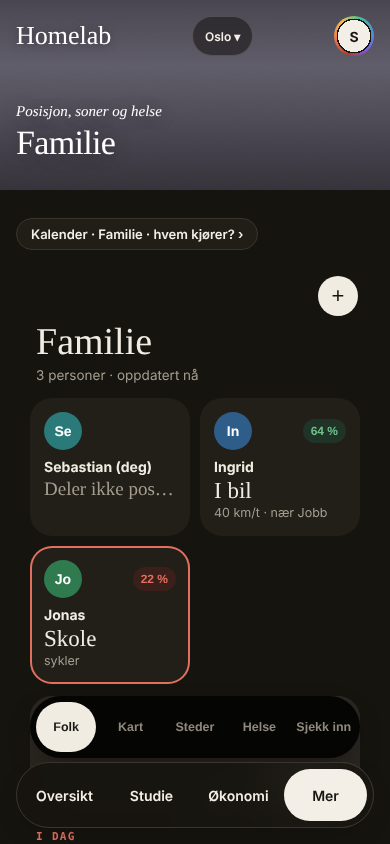 Homelab
Oslo ▾
S
Posisjon, soner og helse
Familie
Kalender · Familie · hvem kjører? ›
+
Familie
3 personer · oppdatert nå
Se
Sebastian (deg)
Deler ikke pos…
In
64 %
Ingrid
I bil
40 km/t · nær Jobb
Jo
22 %
Jonas
Skole
sykler
Folk Kart Steder Helse Sjekk inn
Oversikt Studie Økonomi Mer
I DAG